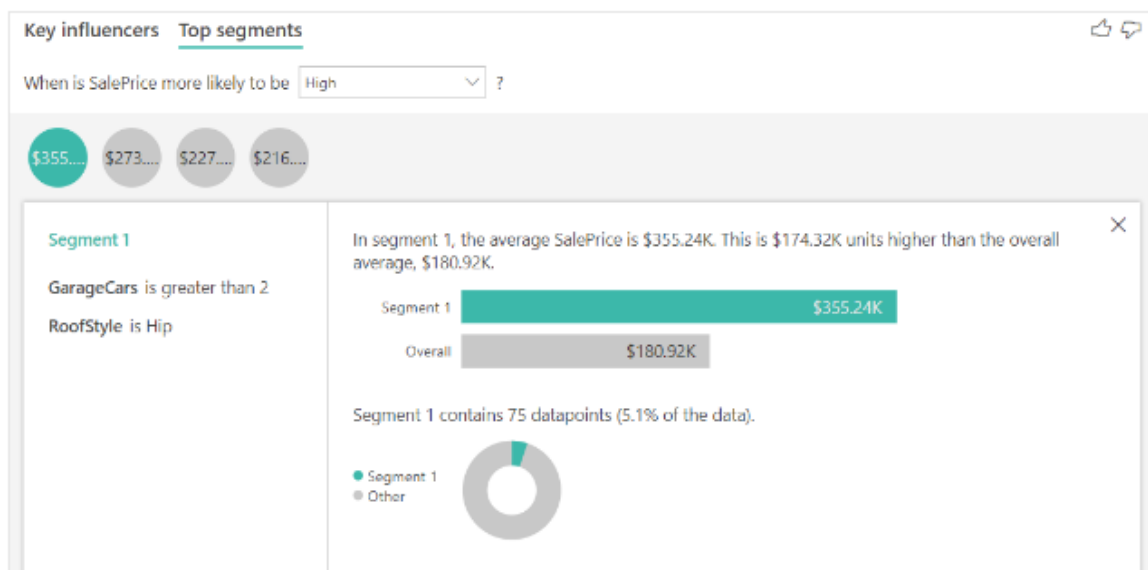 Key influencers Top segments
When is SalePrice more likely to be High ?
$355.... $273.... $227.... $216....
Segment 1
GarageCars is greater than 2
RoofStyle is Hip
In segment 1, the average SalePrice is $355.24K. This is $174.32K units higher than the overall
average, $180.92K.
Segment 1 $355.24K
Overall $180.92K
Segment 1 contains 75 datapoints (5.1% of the data).
Segment 1
Other